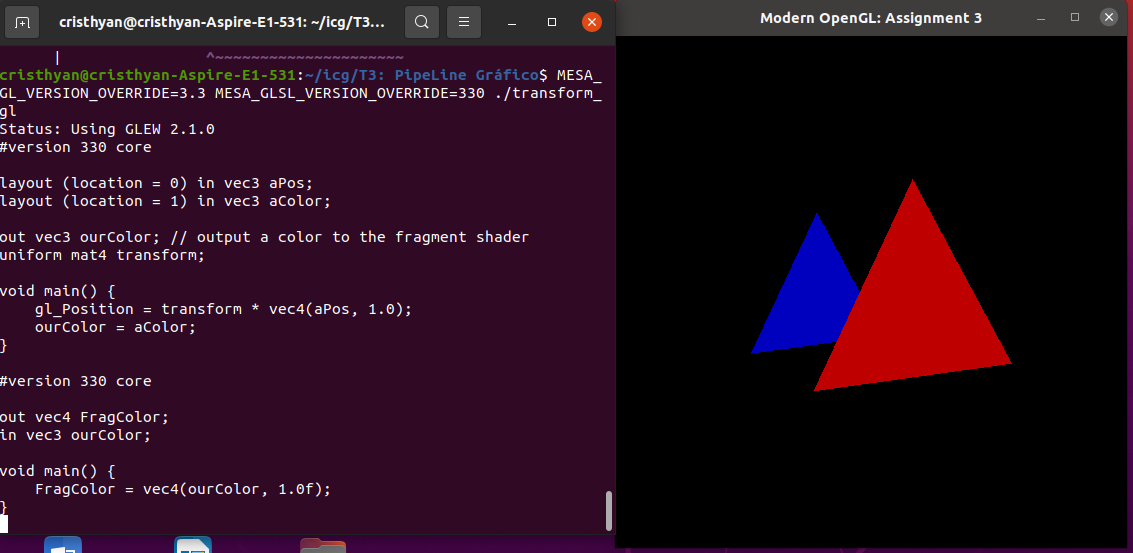 cristhyan@cristhyan-Aspire-E1-531: ~/icg/T3...
|                 ^~~~~~~~~~~~~~~~~~~~~~
cristhyan@cristhyan-Aspire-E1-531:~/icg/T3: PipeLine Gráfico$ MESA_
GL_VERSION_OVERRIDE=3.3 MESA_GLSL_VERSION_OVERRIDE=330 ./transform_
gl
Status: Using GLEW 2.1.0
#version 330 core
layout (location = 0) in vec3 aPos;
layout (location = 1) in vec3 aColor;
out vec3 ourColor; // output a color to the fragment shader
uniform mat4 transform;
void main() {
    gl_Position = transform * vec4(aPos, 1.0);
    ourColor = aColor;
}
#version 330 core
out vec4 FragColor;
in vec3 ourColor;
void main() {
    FragColor = vec4(ourColor, 1.0f);
}
Modern OpenGL: Assignment 3